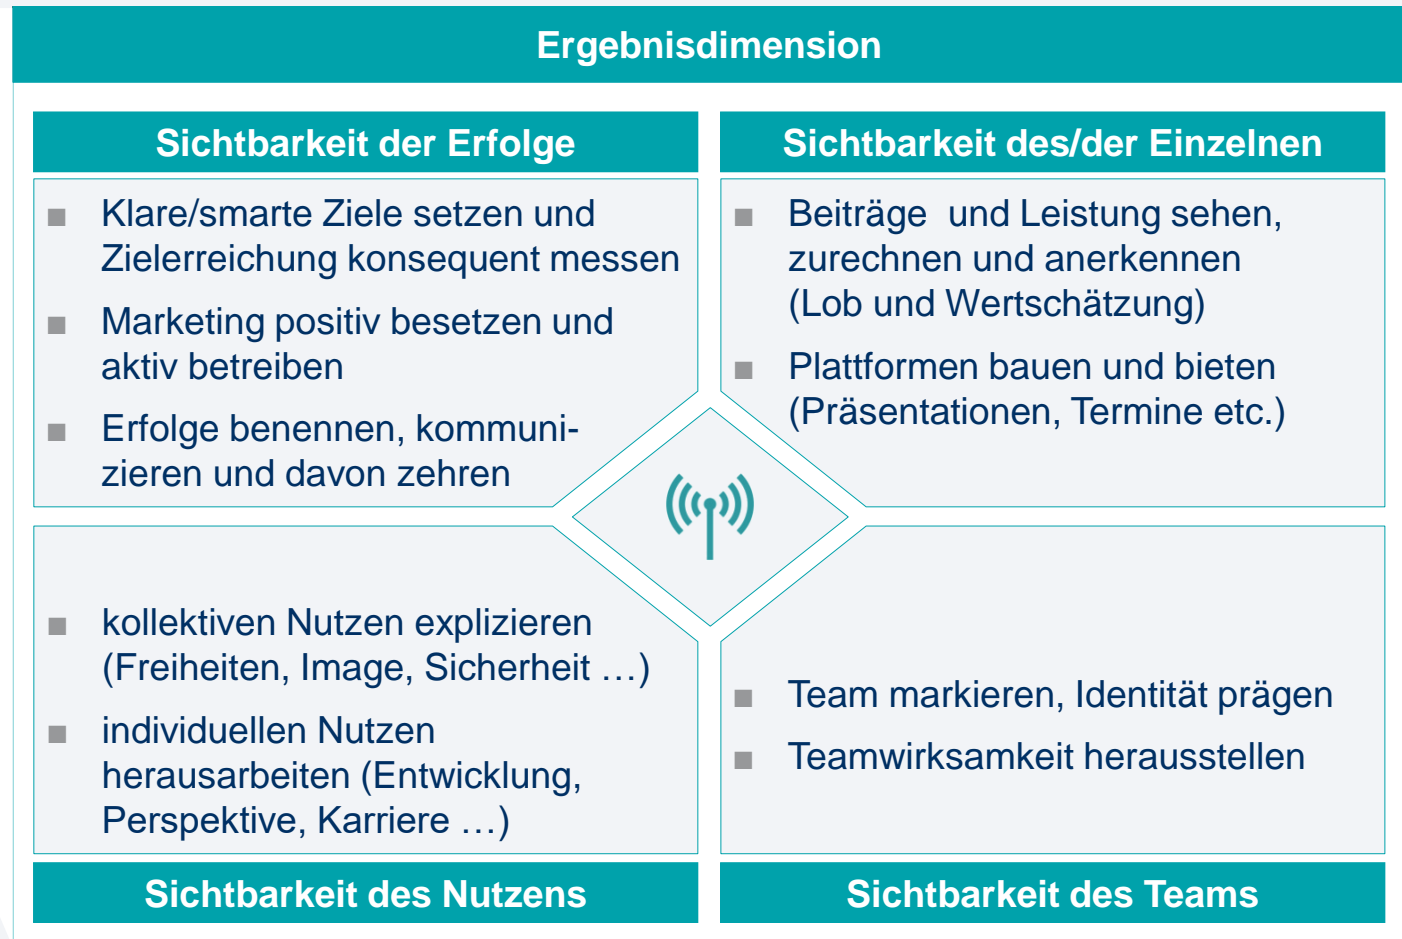 Ergebnisdimension
Sichtbarkeit der Erfolge
■ Klare/smarte Ziele setzen und
Zielerreichung konsequent messen
■ Marketing positiv besetzen und
aktiv betreiben
■ Erfolge benennen, kommuni-
zieren und davon zehren
Sichtbarkeit des/der Einzelnen
■ Beiträge und Leistung sehen,
zurechnen und anerkennen
(Lob und Wertschätzung)
■ Plattformen bauen und bieten
(Präsentationen, Termine etc.)
■ kollektiven Nutzen explizieren
(Freiheiten, Image, Sicherheit …)
■ individuellen Nutzen
herausarbeiten (Entwicklung,
Perspektive, Karriere …)
Sichtbarkeit des Nutzens
■ Team markieren, Identität prägen
■ Teamwirksamkeit herausstellen
Sichtbarkeit des Teams